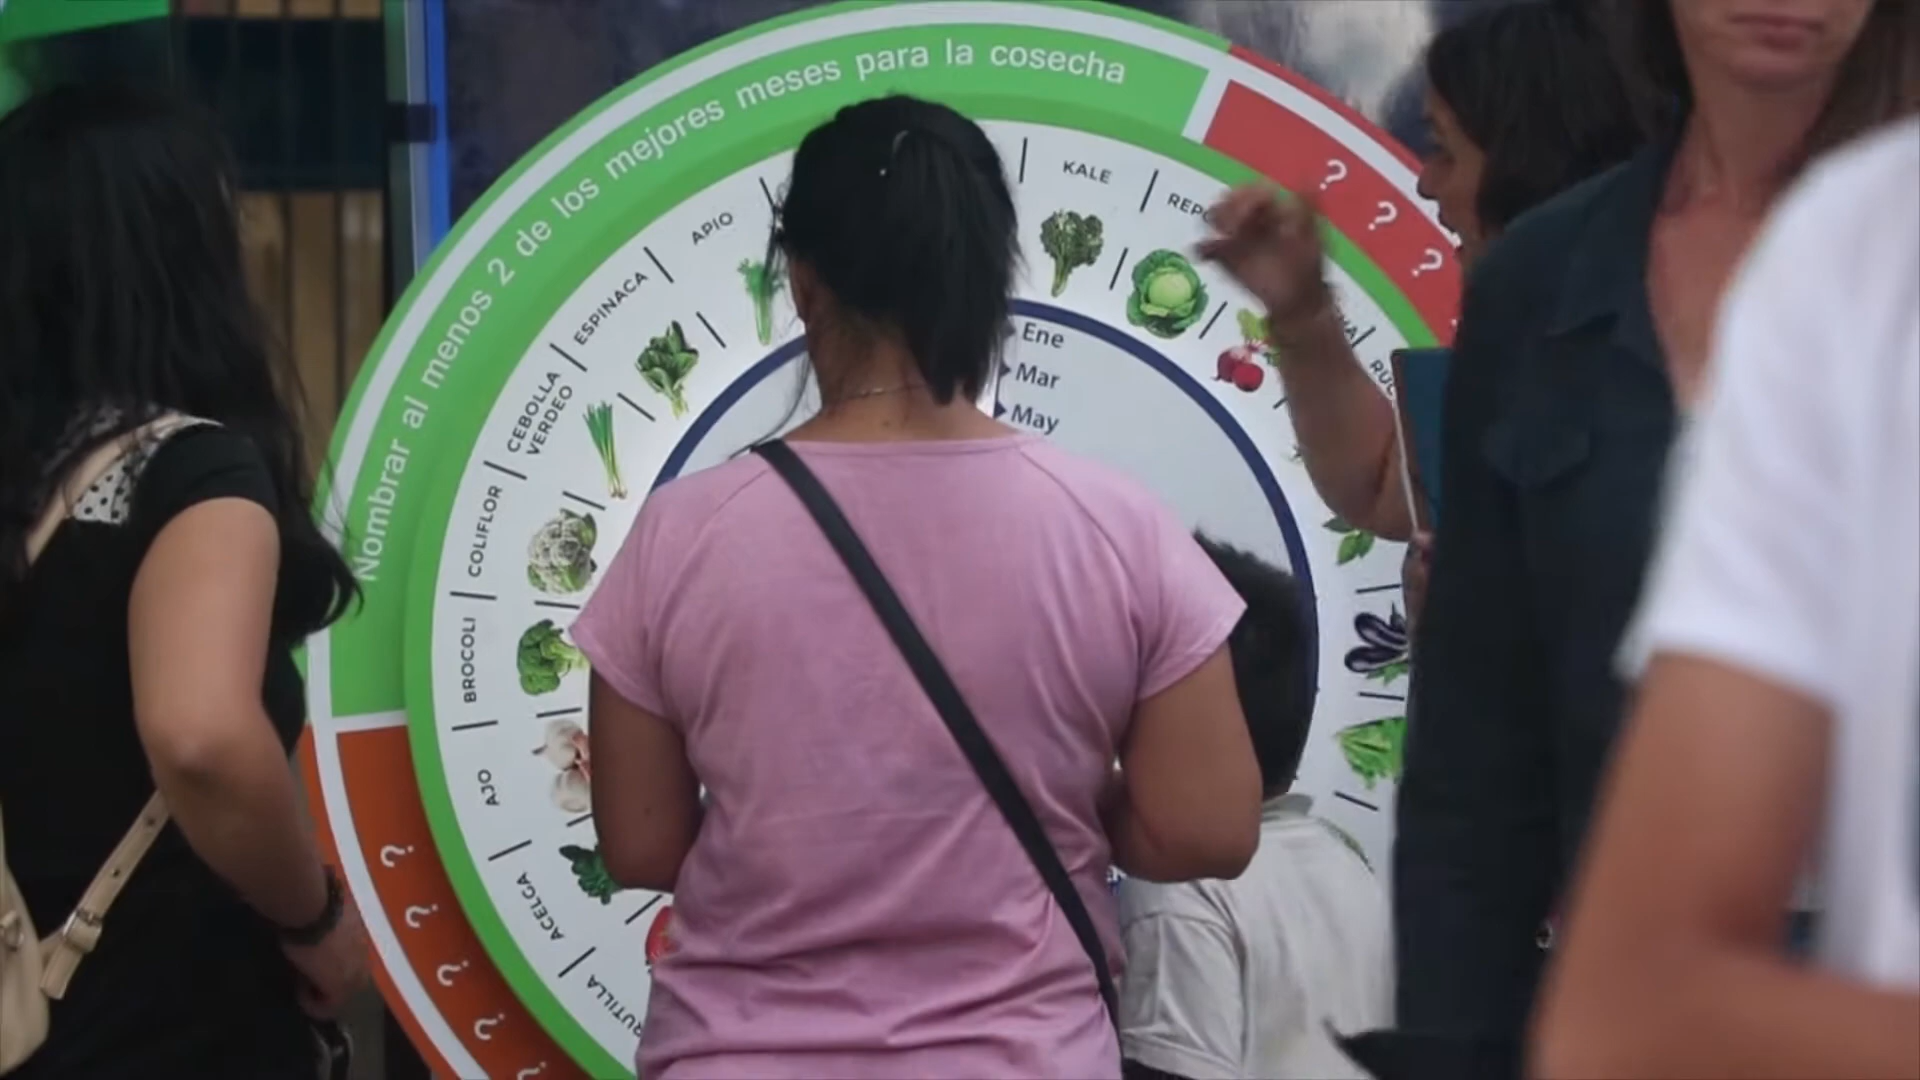 Nombrar al menos 2 de los mejores meses para la cosecha
? ? ?
KALE
APIO
ESPINACA
CEBOLLA
VERDEO
COLIFLOR
BROCOLI
AJO
ACELGA
Ene
Mar
May
¿ ¿ ¿ ¿ ¿